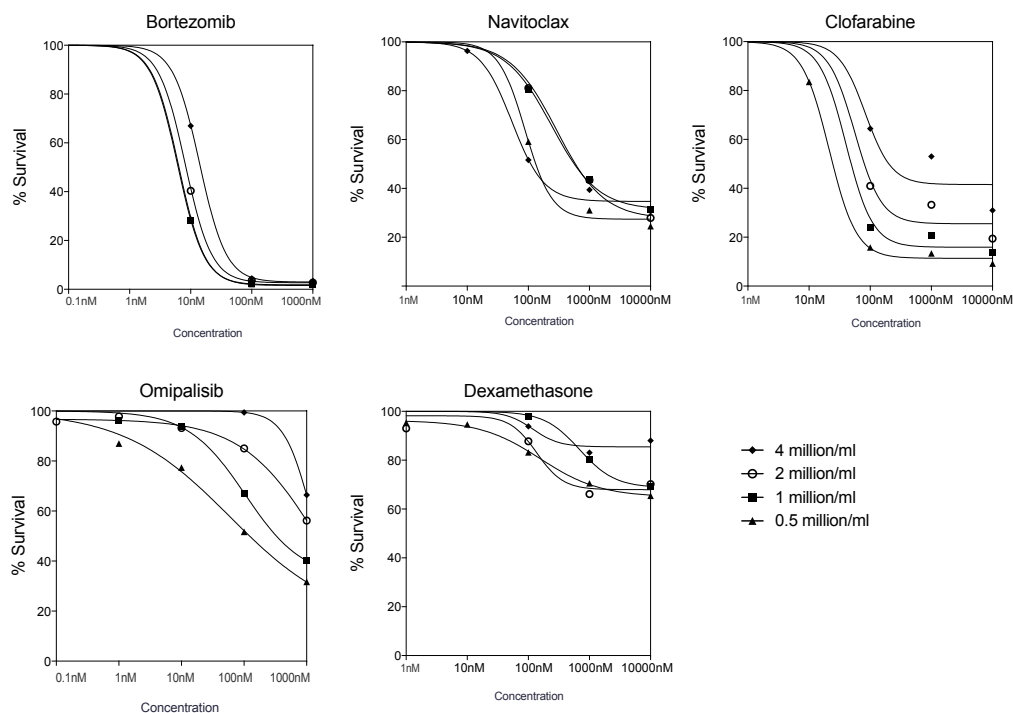 Bortezomib
100
80
60
40
20
0
% Survival
0.1nM 1nM 10nM 100nM 1000nM
Concentration
Navitoclax
100
80
60
40
20
0
% Survival
1nM 10nM 100nM 1000nM 10000nM
Concentration
Clofarabine
100
80
60
40
20
0
% Survival
1nM 10nM 100nM 1000nM 10000nM
Concentration
Omipalisib
100
80
60
40
20
0
% Survival
0.1nM 1nM 10nM 100nM 1000nM
Concentration
Dexamethasone
100
80
60
40
20
0
% Survival
1nM 10nM 100nM 1000nM 10000nM
Concentration
4 million/ml
2 million/ml
1 million/ml
0.5 million/ml